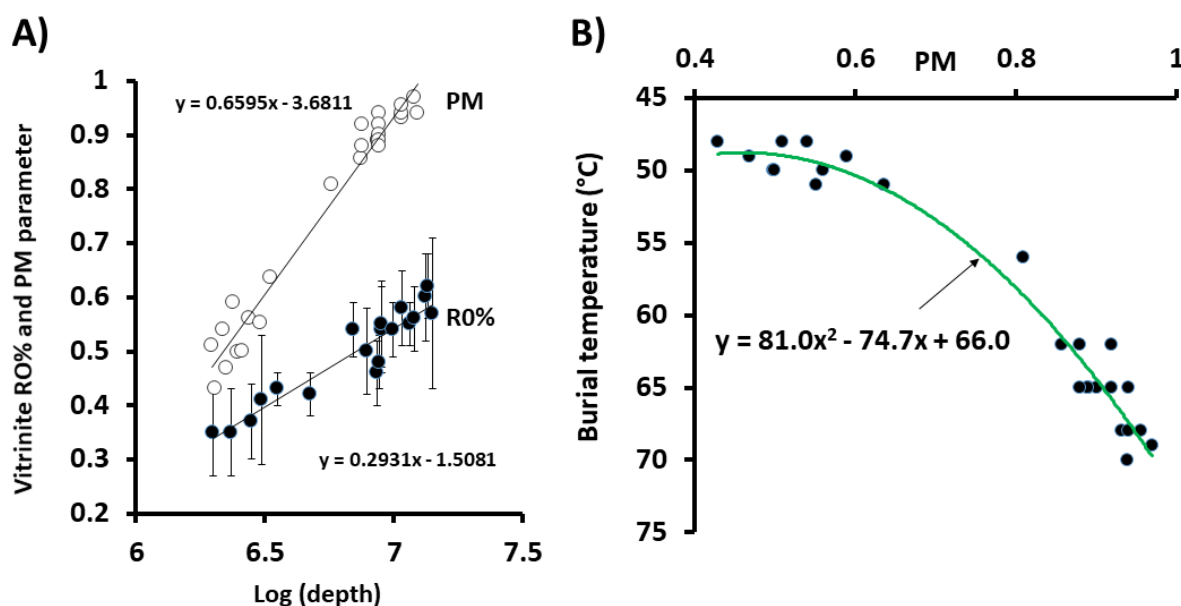 A)
Vitrinite RO% and PM parameter
1
0.9
0.8
0.7
0.6
0.5
0.4
0.3
0.2
y = 0.6595x - 3.6811
PM
R0%
y = 0.2931x - 1.5081
6
6.5
7
7.5
Log (depth)
B)
0.4
0.6
PM
0.8
1
Burial temperature (°C)
45
50
55
60
65
70
75
y = 81.0x² - 74.7x + 66.0